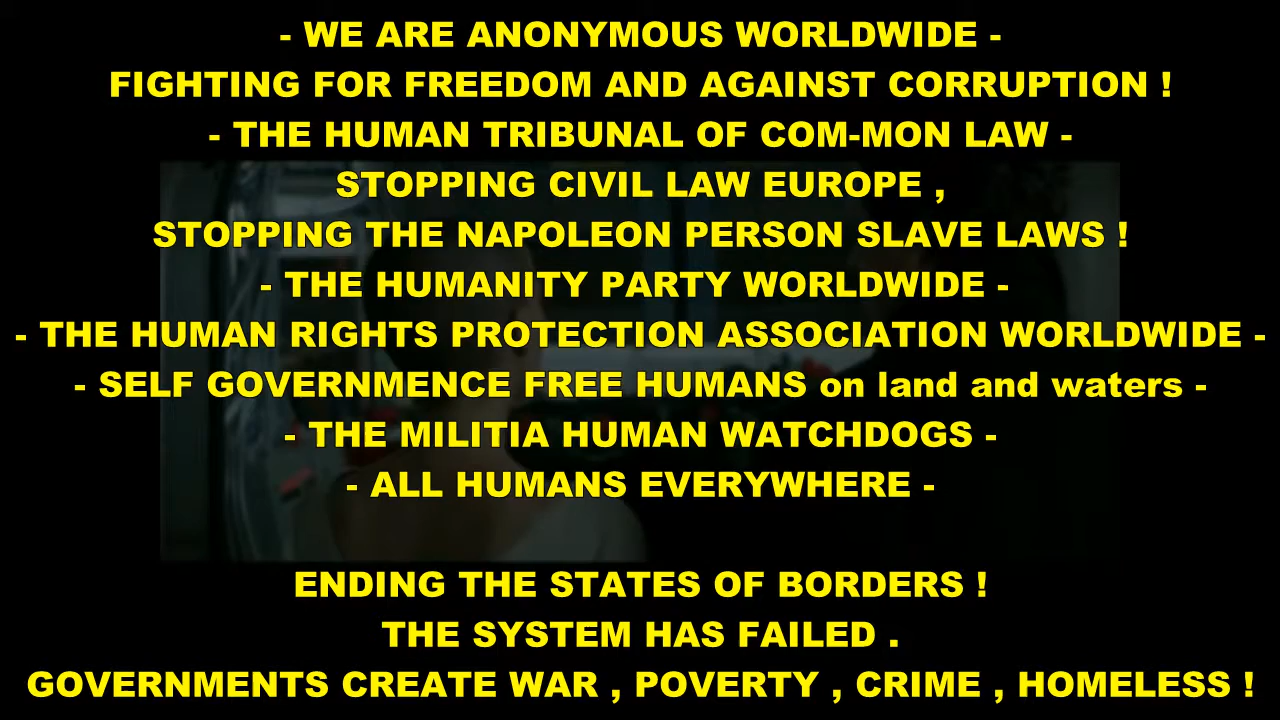 - WE ARE ANONYMOUS WORLDWIDE -
FIGHTING FOR FREEDOM AND AGAINST CORRUPTION !
- THE HUMAN TRIBUNAL OF COM-MON LAW -
STOPPING CIVIL LAW EUROPE ,
STOPPING THE NAPOLEON PERSON SLAVE LAWS !
- THE HUMANITY PARTY WORLDWIDE -
- THE HUMAN RIGHTS PROTECTION ASSOCIATION WORLDWIDE -
- SELF GOVERNMENCE FREE HUMANS on land and waters -
- THE MILITIA HUMAN WATCHDOGS -
- ALL HUMANS EVERYWHERE -
ENDING THE STATES OF BORDERS !
THE SYSTEM HAS FAILED .
GOVERNMENTS CREATE WAR , POVERTY , CRIME , HOMELESS !